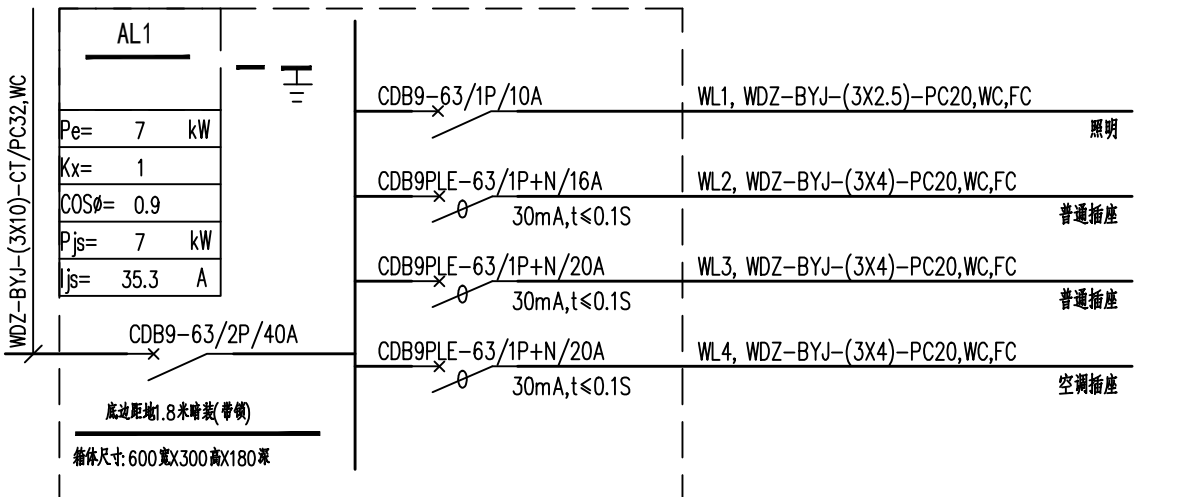 WDZ-BYJ-(3X10)-CT/PC32,WC
AL1
Pe= 7 kW
Kx= 1
COSø= 0.9
Pjs= 7 kW
Ijs= 35.3 A
CDB9-63/2P/40A
底边距地1.8米暗装(带锁)
箱体尺寸:600宽X300高X180深
CDB9-63/1P/10A
WL1, WDZ-BYJ-(3X2.5)-PC20,WC,FC
照明
CDB9PLE-63/1P+N/16A
30mA,t≤0.1S
WL2, WDZ-BYJ-(3X4)-PC20,WC,FC
普通插座
CDB9PLE-63/1P+N/20A
30mA,t≤0.1S
WL3, WDZ-BYJ-(3X4)-PC20,WC,FC
普通插座
CDB9PLE-63/1P+N/20A
30mA,t≤0.1S
WL4, WDZ-BYJ-(3X4)-PC20,WC,FC
空调插座